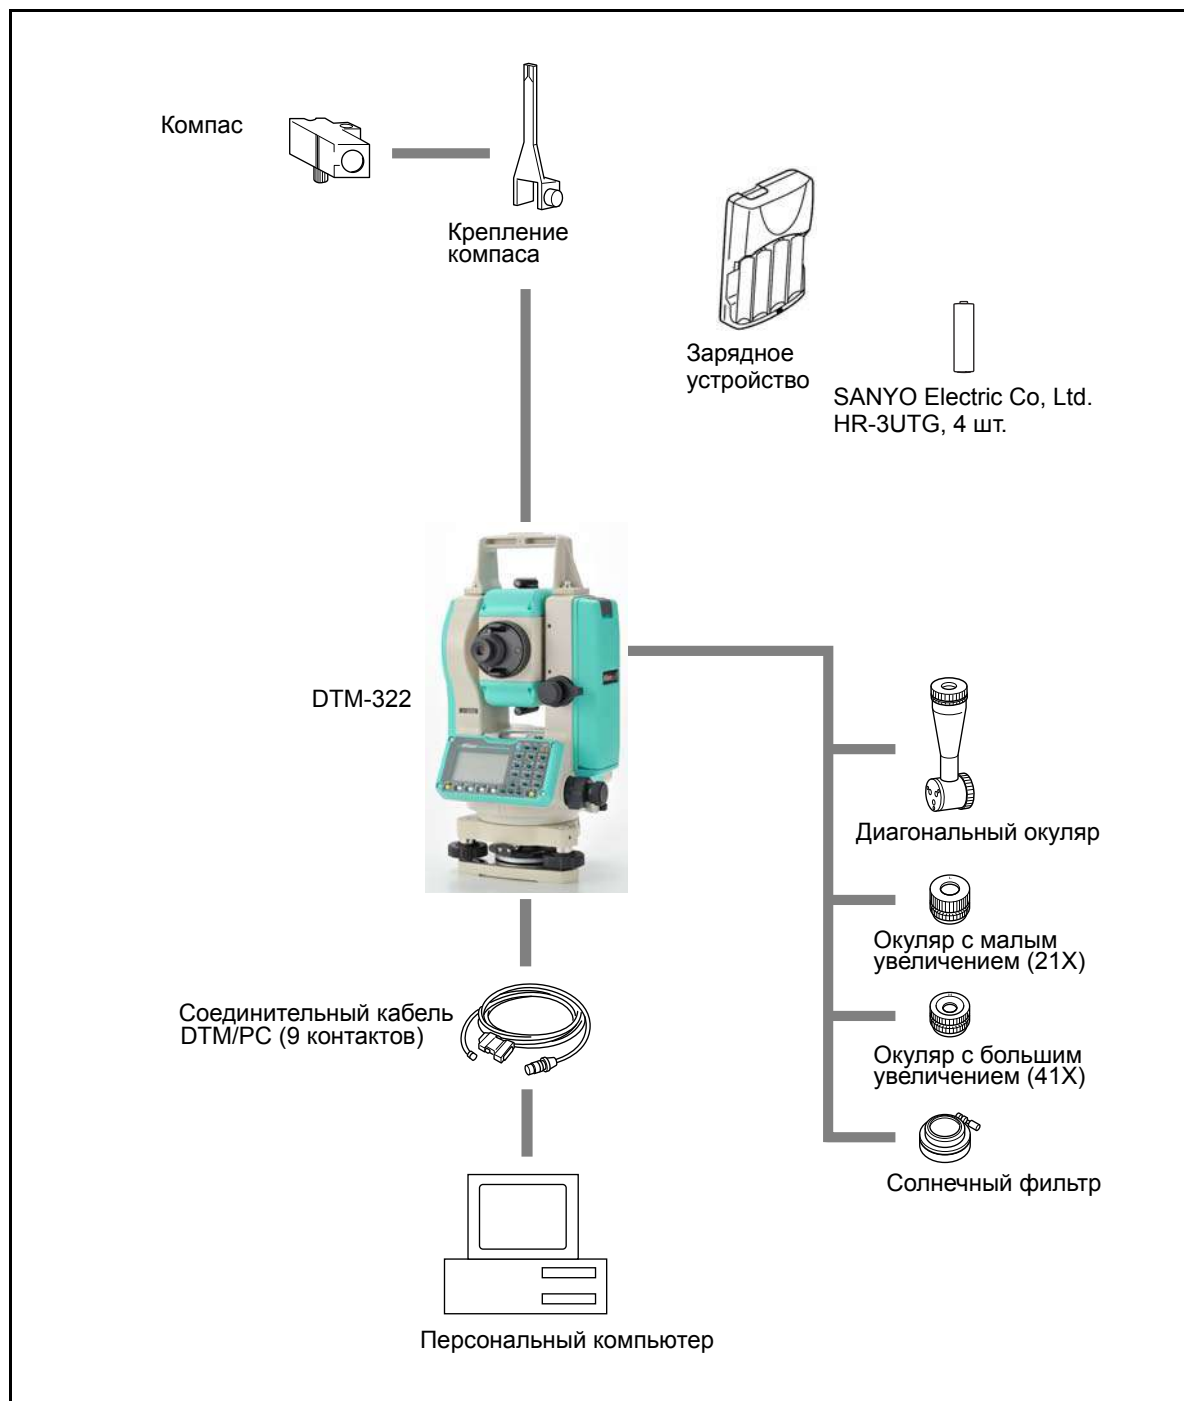 Компас
Крепление
компаса
Зарядное
устройство
SANYO Electric Co, Ltd.
HR-3UTG, 4 шт.
DTM-322
Диагональный окуляр
Окуляр с малым
увеличением (21X)
Соединительный кабель
DTM/PC (9 контактов)
Окуляр с большим
увеличением (41X)
Солнечный фильтр
Персональный компьютер